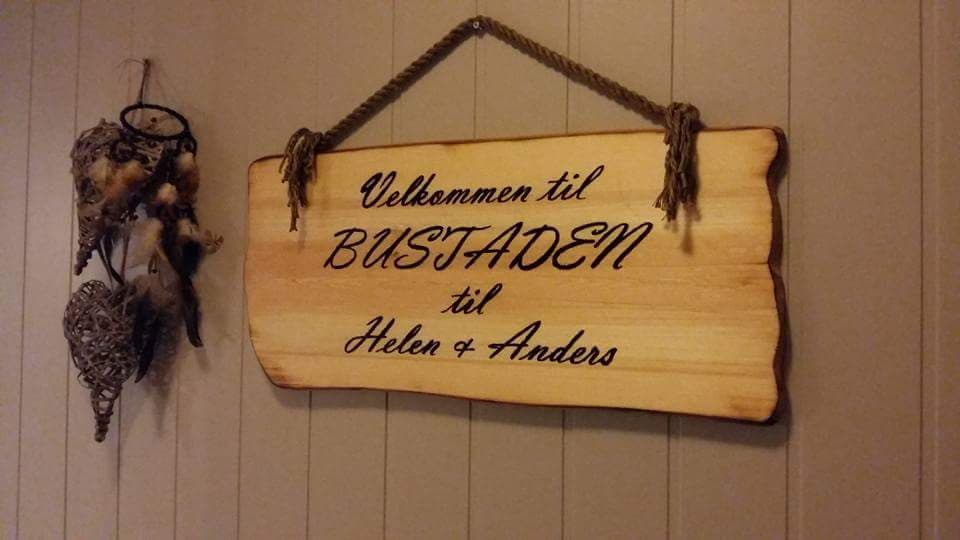 Velkommen til
BUSTADEN
til
Helen & Anders